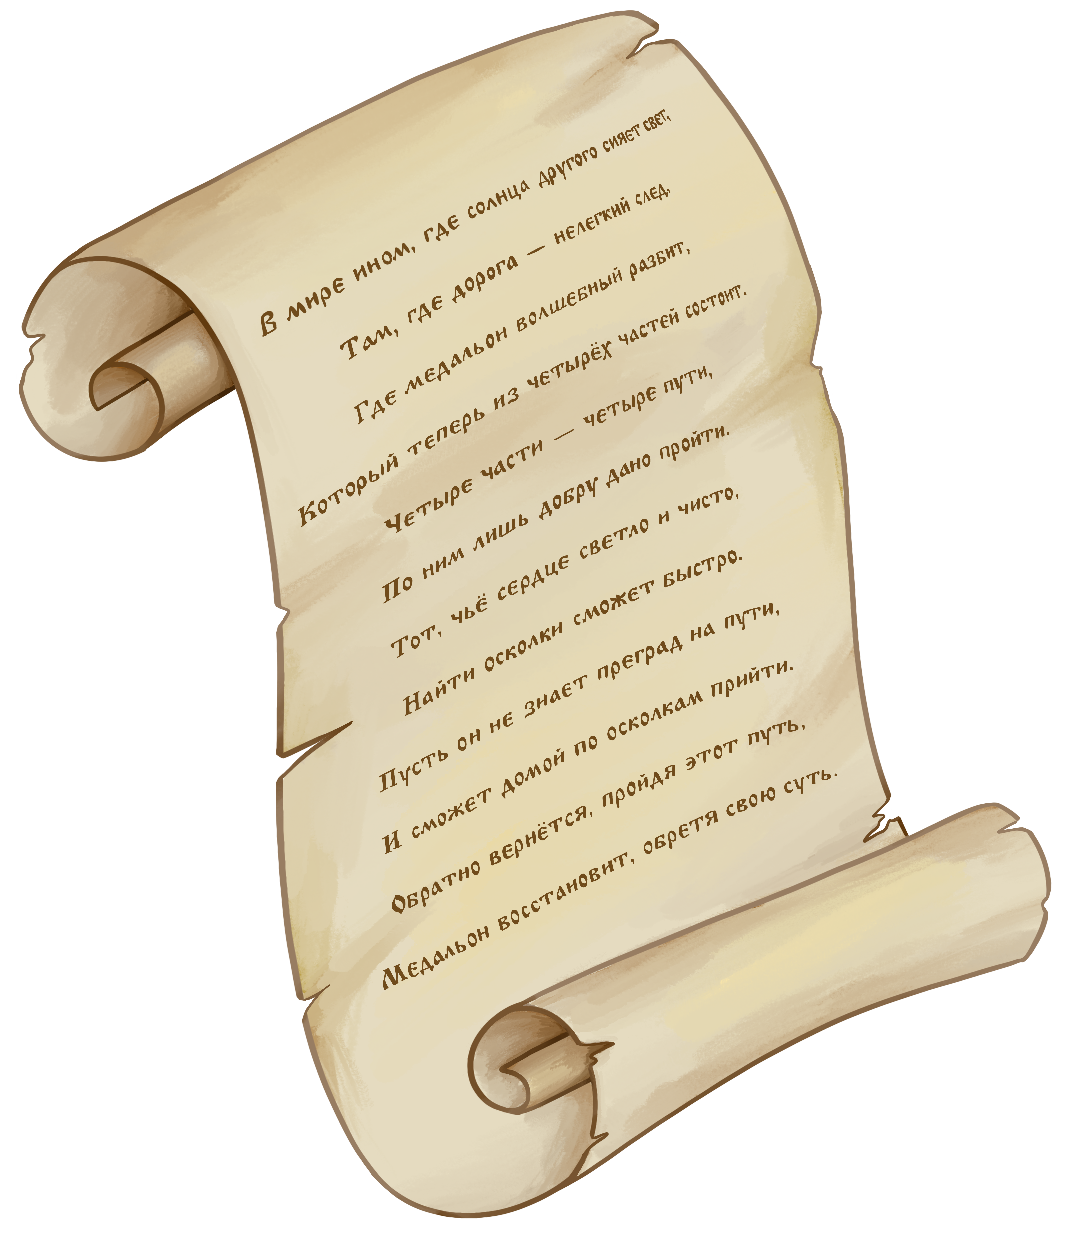 В мире ином, где солнца другого сияет свет,
Там, где дорога — нелегкий след,
Где медальон волшебный разбит,
Который теперь из четырёх частей состоит.
Четыре части — четыре пути,
По ним лишь добру дано пройти.
Тот, чьё сердце светло и чисто,
Найти осколки сможет быстро.
Пусть он не знает преград на пути,
И сможет домой по осколкам прийти.
Обратно вернётся, пройдя этот путь,
Медальон восстановит, обретя свою суть.